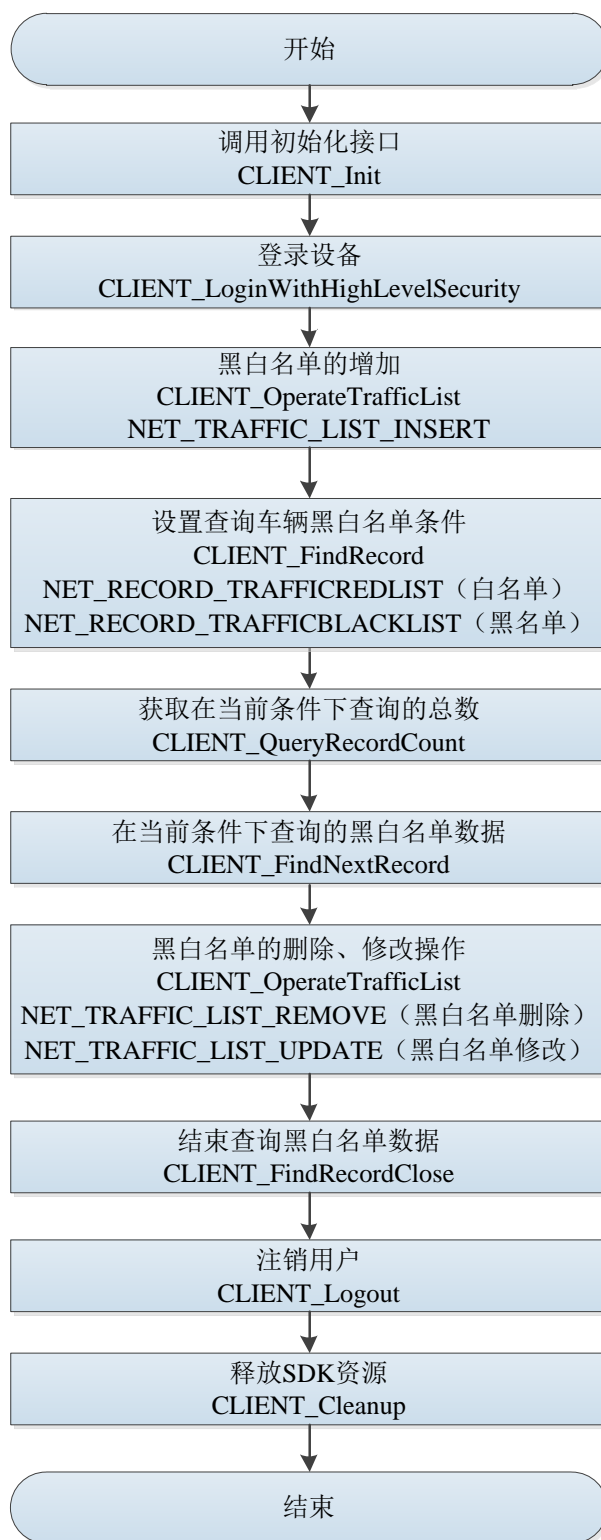 开始
调用初始化接口
CLIENT_Init
登录设备
CLIENT_LoginWithHighLevelSecurity
黑白名单的增加
CLIENT_OperateTrafficList
NET_TRAFFIC_LIST_INSERT
设置查询车辆黑白名单条件
CLIENT_FindRecord
NET_RECORD_TRAFFICREDLIST（白名单）
NET_RECORD_TRAFFICBLACKLIST（黑名单）
获取在当前条件下查询的总数
CLIENT_QueryRecordCount
在当前条件下查询的黑白名单数据
CLIENT_FindNextRecord
黑白名单的删除、修改操作
CLIENT_OperateTrafficList
NET_TRAFFIC_LIST_REMOVE（黑白名单删除）
NET_TRAFFIC_LIST_UPDATE（黑白名单修改）
结束查询黑白名单数据
CLIENT_FindRecordClose
注销用户
CLIENT_Logout
释放SDK资源
CLIENT_Cleanup
结束